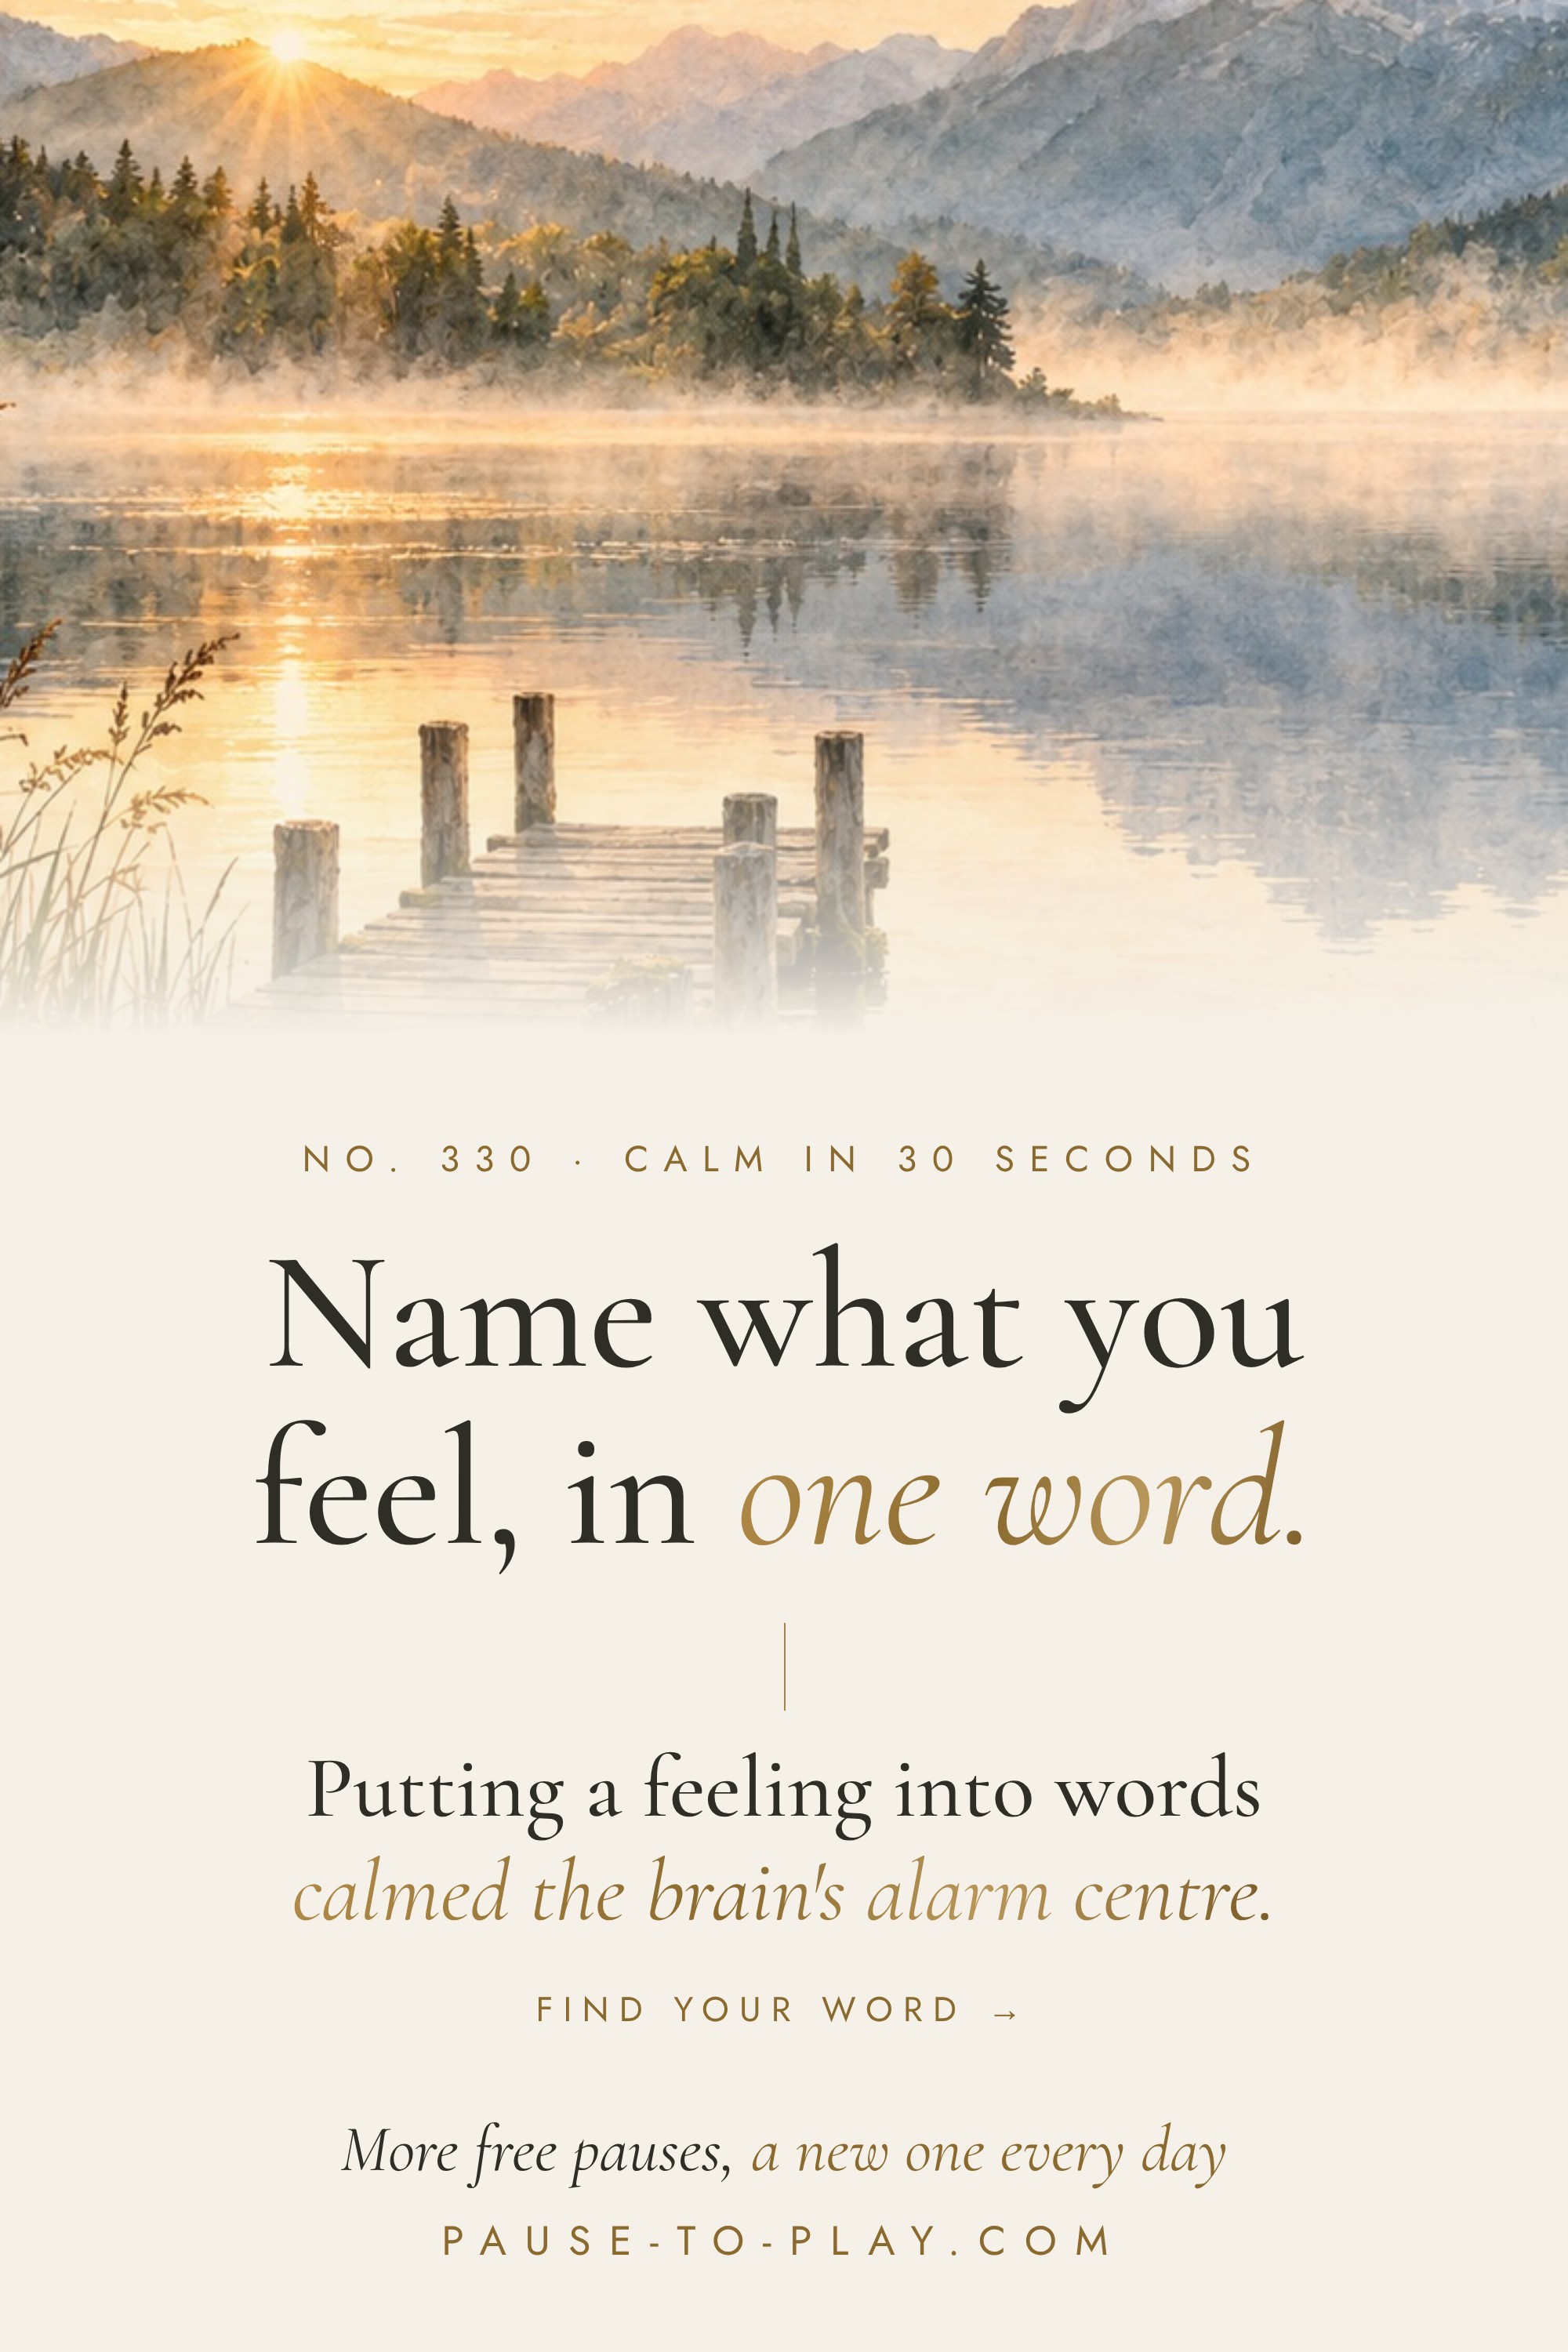 NO. 330 · CALM IN 30 SECONDS
Name what you
feel, in one word.
Putting a feeling into words
calmed the brain's alarm centre.
FIND YOUR WORD →
More free pauses, a new one every day
PAUSE-TO-PLAY.COM